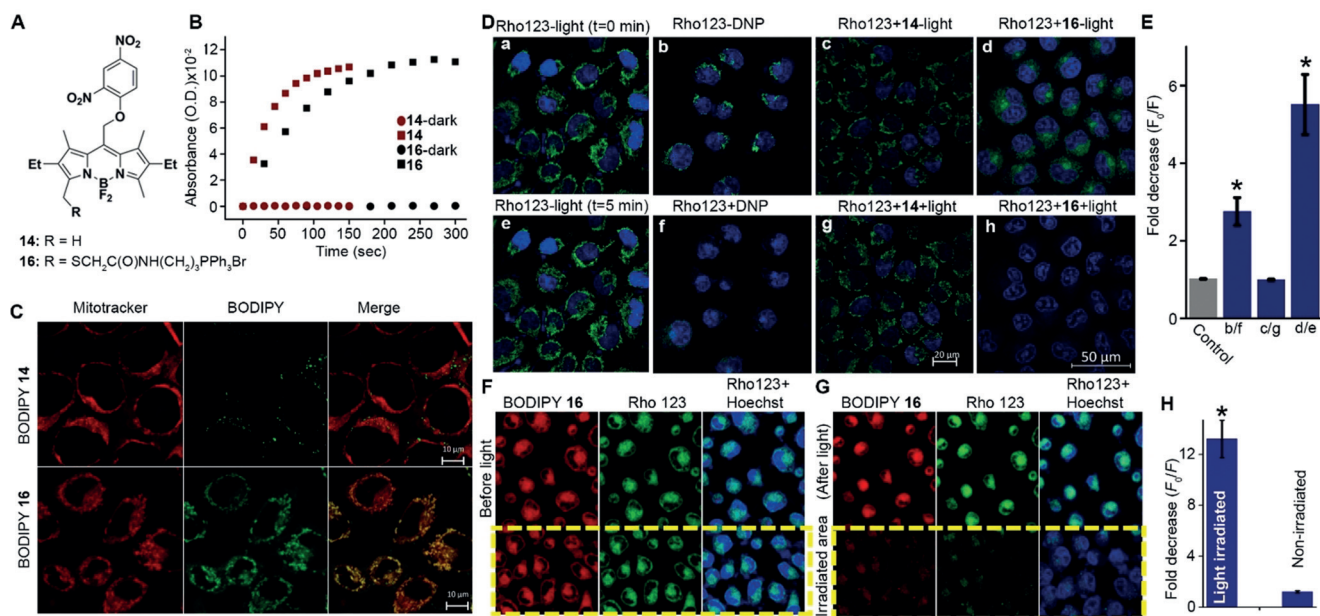 A
NO₂
O₂N
O
Et
Et
N
N
B
F₂
R
14: R = H
16: R = SCH₂C(O)NH(CH₂)₃PPh₃Br
B
Absorbance (O.D.)x10⁻²
12
10
8
6
4
2
0
14-dark
14
16-dark
16
0 50 100 150 200 250 300
Time (sec)
C
Mitotracker BODIPY Merge
BODIPY 14
10 µm
BODIPY 16
10 µm
D
Rho123-light (t=0 min) Rho123-DNP Rho123+14-light Rho123+16-light
a b c d
Rho123-light (t=5 min) Rho123+DNP Rho123+14+light Rho123+16+light
e f g h
20 µm
50 µm
E
Fold decrease (F₀/F)
8
6
4
2
0
*
*
Control b/f c/g d/e
F
BODIPY 16 Rho 123 Rho123+
Hoechst
Before light
G
BODIPY 16 Rho 123 Rho123+
Hoechst
(After light)
Irradiated area
H
Fold decrease (F₀/F)
12
8
4
0
*
Light irradiated
Non-irradiated